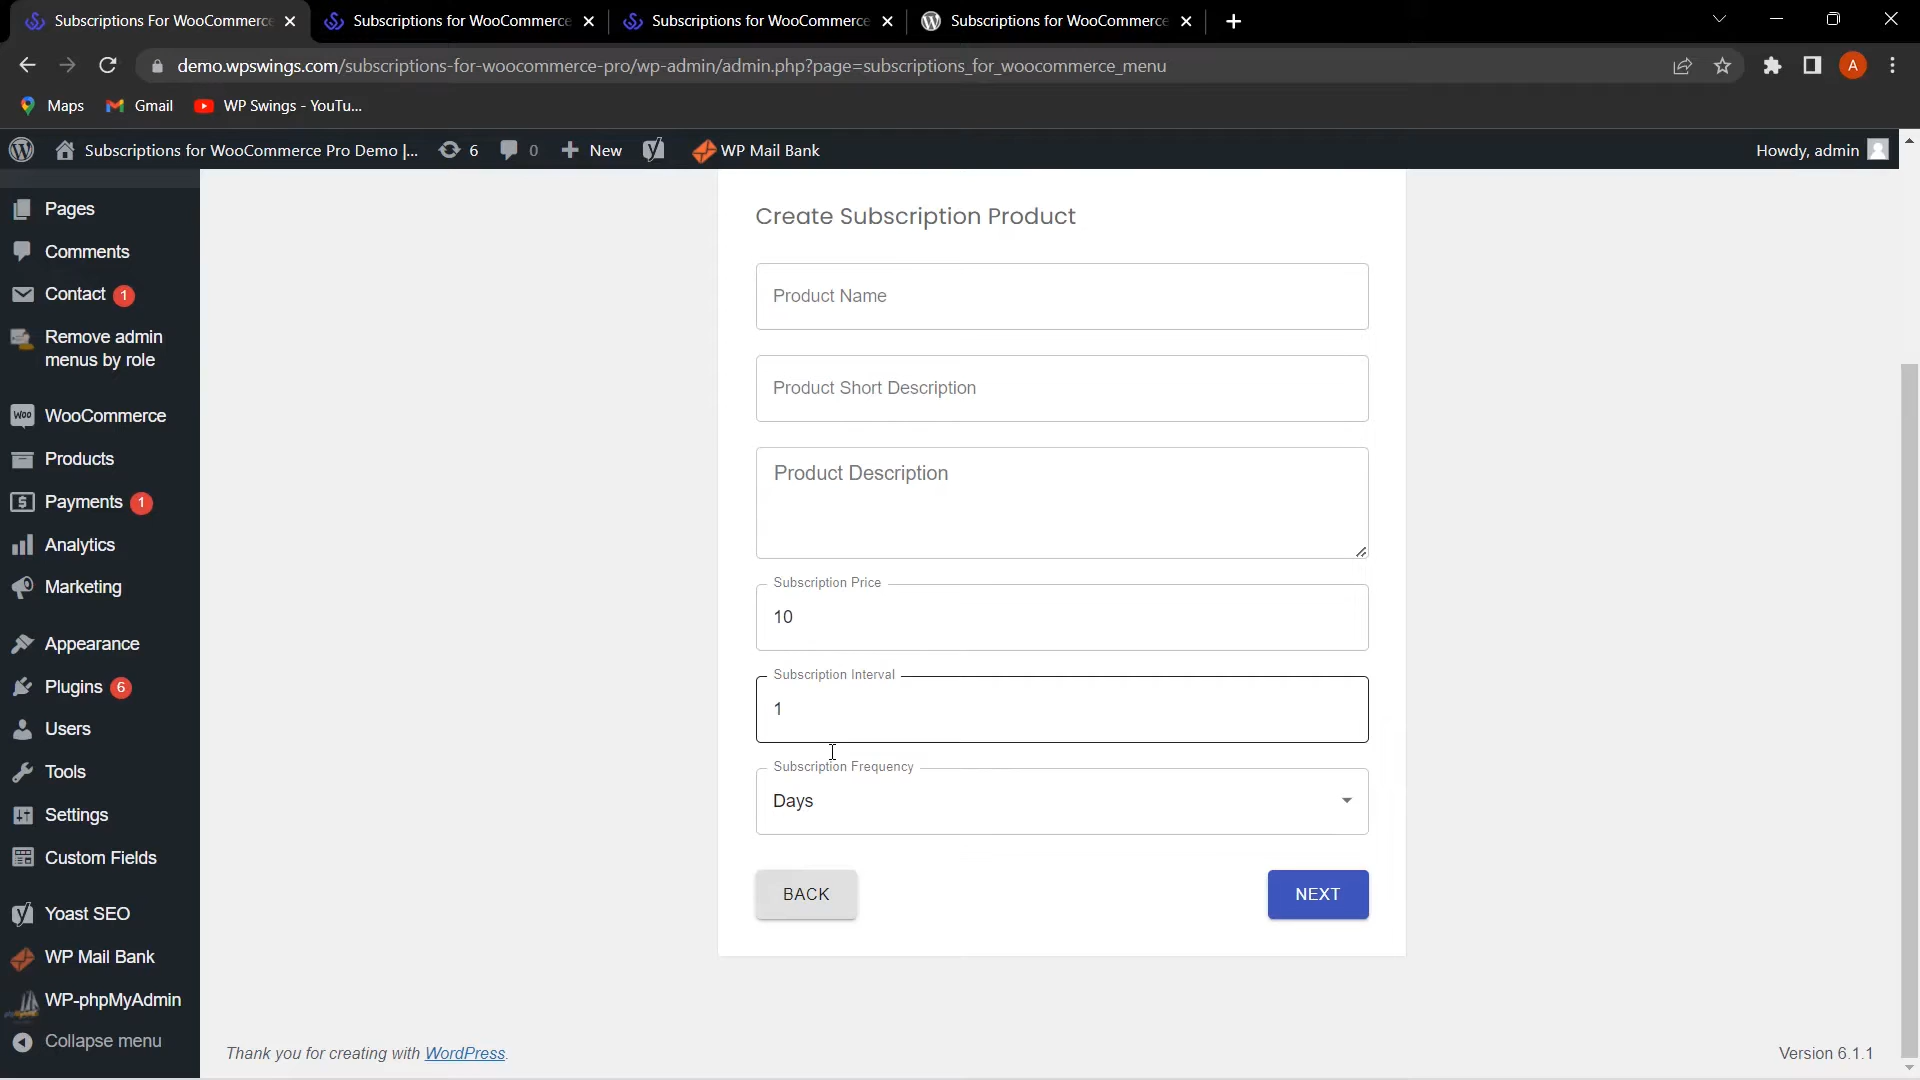 Subscriptions For WooCommerce
Subscriptions for WooCommerce
Subscriptions for WooCommerce
Subscriptions for WooCommerce
demo.wpswings.com/subscriptions-for-woocommerce-pro/wp-admin/admin.php?page=subscriptions_for_woocommerce_menu
A
Maps
Gmail
WP Swings - YouTu...
Subscriptions for WooCommerce Pro Demo |...
6
0
New
WP Mail Bank
Howdy, admin
Pages
Comments
Contact 1
Remove admin
menus by role
Woo
WooCommerce
Products
Payments 1
Analytics
Marketing
Appearance
Plugins 6
Users
Tools
Settings
Custom Fields
Yoast SEO
WP Mail Bank
WP-phpMyAdmin
Collapse menu
Create Subscription Product
Product Name
Product Short Description
Product Description
Subscription Price
10
Subscription Interval
1
Subscription Frequency
Days
BACK
NEXT
Thank you for creating with WordPress.
Version 6.1.1